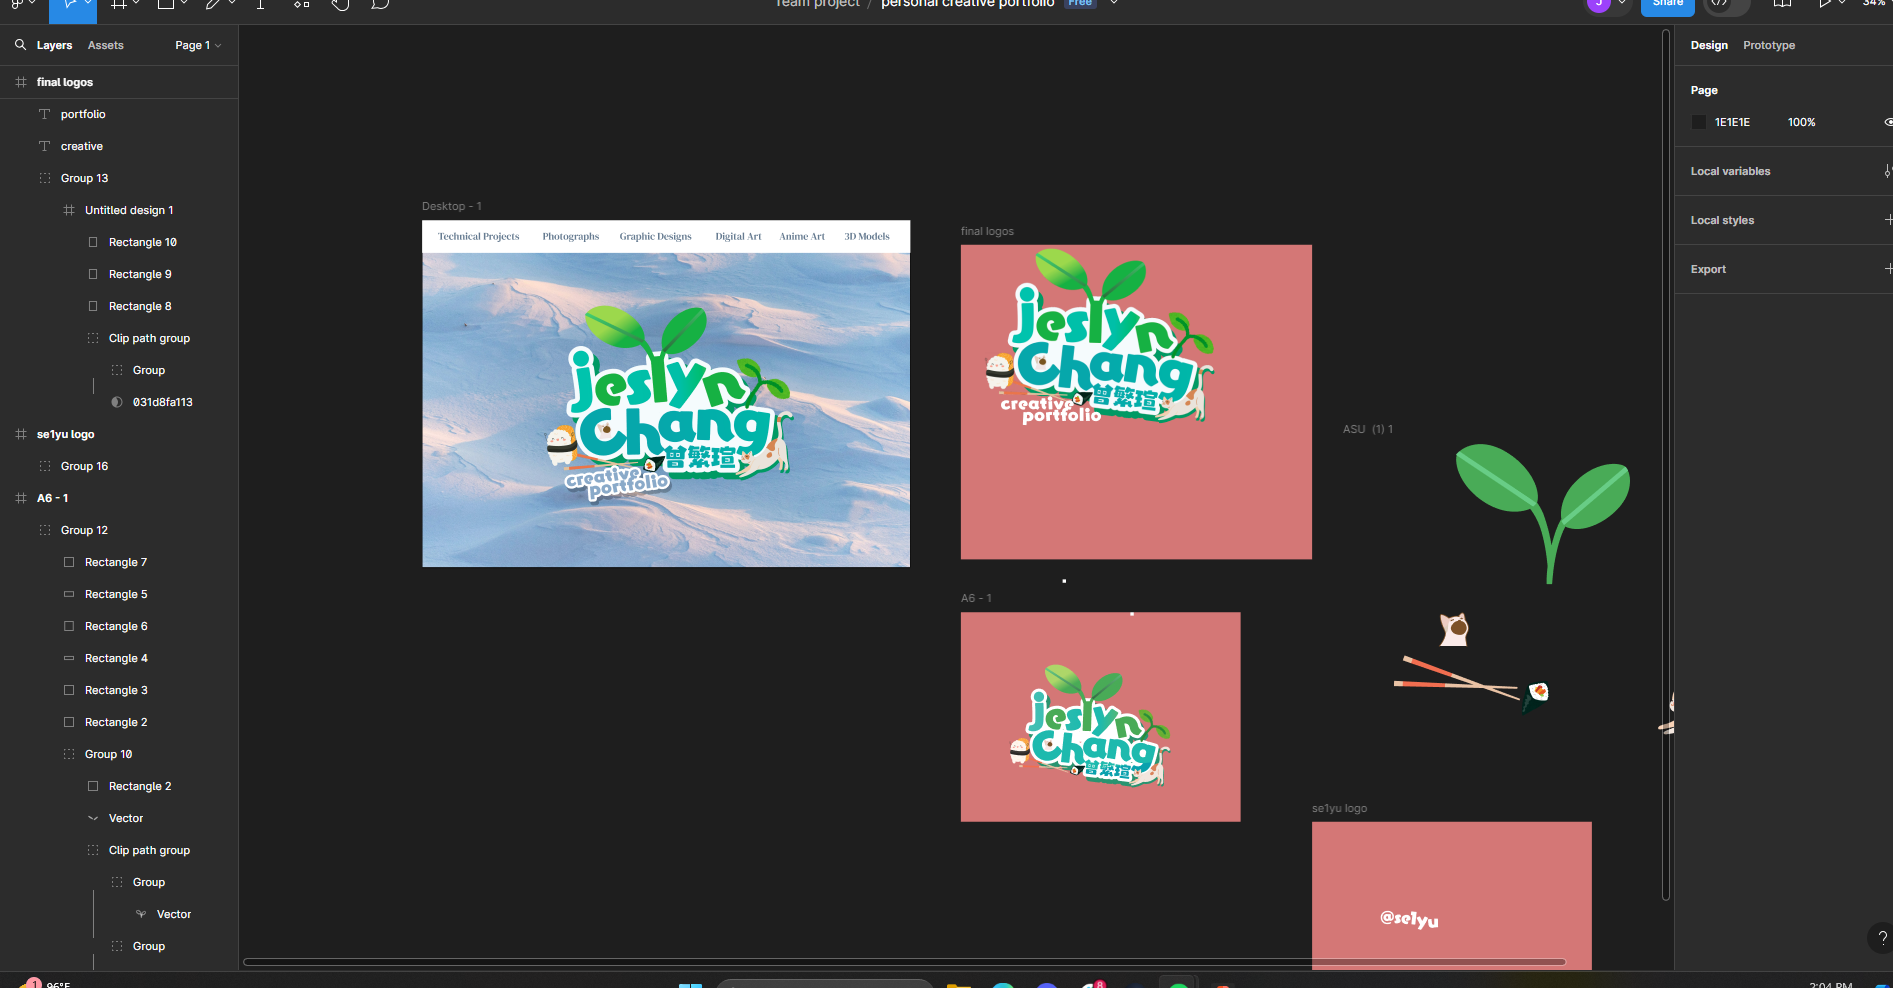 Team project / personal creative portfolio Free
Share
34%
Layers Assets Page 1
final logos
portfolio
creative
Group 13
Untitled design 1
Rectangle 10
Rectangle 9
Rectangle 8
Clip path group
Group
031d8fa113
se1yu logo
Group 16
A6 - 1
Group 12
Rectangle 7
Rectangle 5
Rectangle 6
Rectangle 4
Rectangle 3
Rectangle 2
Group 10
Rectangle 2
Vector
Clip path group
Group
Vector
Group
Desktop - 1
Technical Projects Photographs Graphic Designs Digital Art Anime Art 3D Models
jeslyn
Chang
曾繁瑄
creative
portfolio
final logos
jeslyn
Chang
曾繁瑄
creative
portfolio
ASU (1) 1
A6 - 1
jeslyn
Chang
曾繁瑄
se1yu logo
@se1yu
Design Prototype
Page
1E1E1E 100%
Local variables
Local styles
Export
?
1
96°F
8
2:04 PM